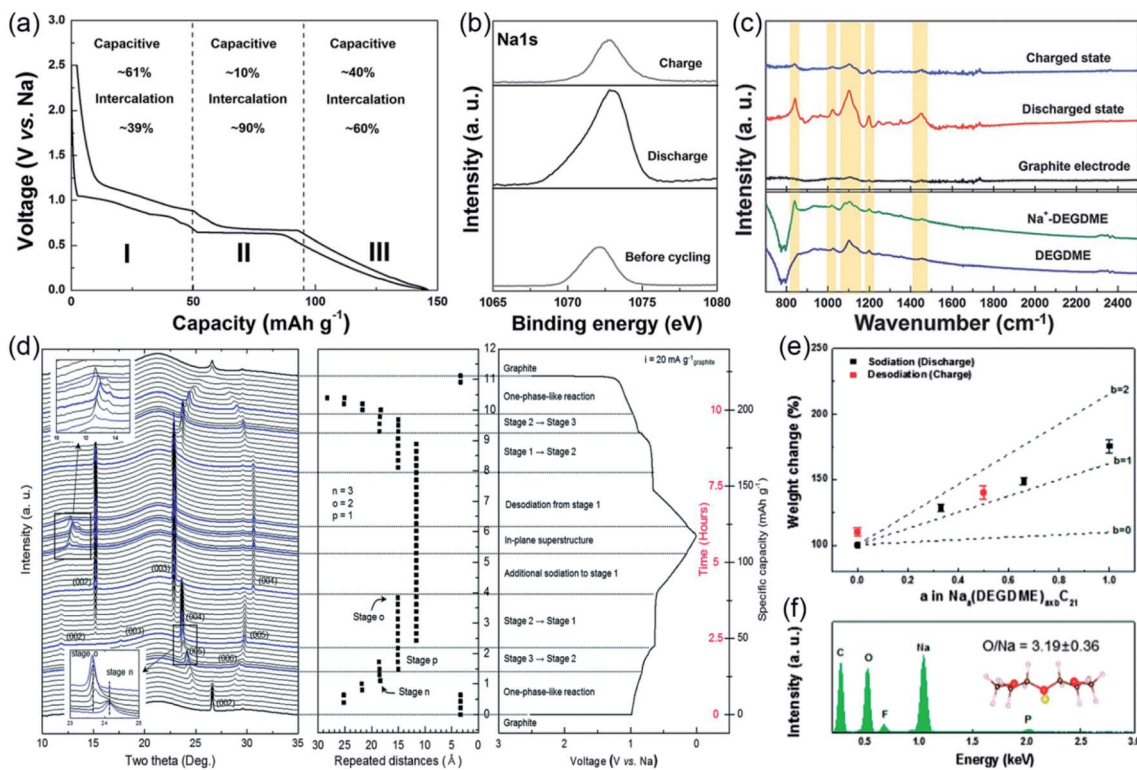 (a)
3.0
2.5
2.0
1.5
1.0
0.5
0.0
Voltage (V vs. Na)
Capacitive Capacitive Capacitive
~61% ~10% ~40%
Intercalation Intercalation Intercalation
~39% ~90% ~60%
I II III
0 50 100 150
Capacity (mAh g-1)
(b)
Na1s
Intensity (a. u.)
Charge
Discharge
Before cycling
1065 1070 1075 1080
Binding energy (eV)
(c)
Intensity (a. u.)
Charged state
Discharged state
Graphite electrode
Na+-DEGDME
DEGDME
800 1200 1600 2000 2400
Wavenumber (cm-1)
(d)
Intensity (a. u.)
10 12 14
(002)
(003)
(004)
(002)
(003)
(004)
(005)
(005)
(006)
(002)
stage o
stage n
23 24 25
10 15 20 25 30 35
Two theta (Deg.)
n = 3
o = 2
p = 1
Stage o
Stage p
Stage n
30 25 20 15 10 5 0
Repeated distances (Å)
12
11
10
9
8
7
6
5
4
3
2
1
0
i = 20 mA g-1graphite
Graphite
One-phase-like reaction
Stage 2 → Stage 3
Stage 1 → Stage 2
Desodiation from stage 1
In-plane superstructure
Additional sodiation to stage 1
Stage 2 → Stage 1
Stage 3 → Stage 2
One-phase-like reaction
Graphite
3 2 1 0
Voltage (V vs. Na)
10
7.5
5
2.5
0
Time (Hours)
200
150
100
50
0
Specific capacity (mAh g-1)
(e)
250
200
150
100
Weight change (%)
Sodiation (Discharge)
Desodiation (Charge)
b=2
b=1
b=0
0.0 0.2 0.4 0.6 0.8 1.0
a in Naa(DEGDME)axbC21
(f)
Intensity (a. u.)
O/Na = 3.19±0.36
C O F Na P
0.5 1.0 1.5 2.0 2.5 3.0
Energy (keV)